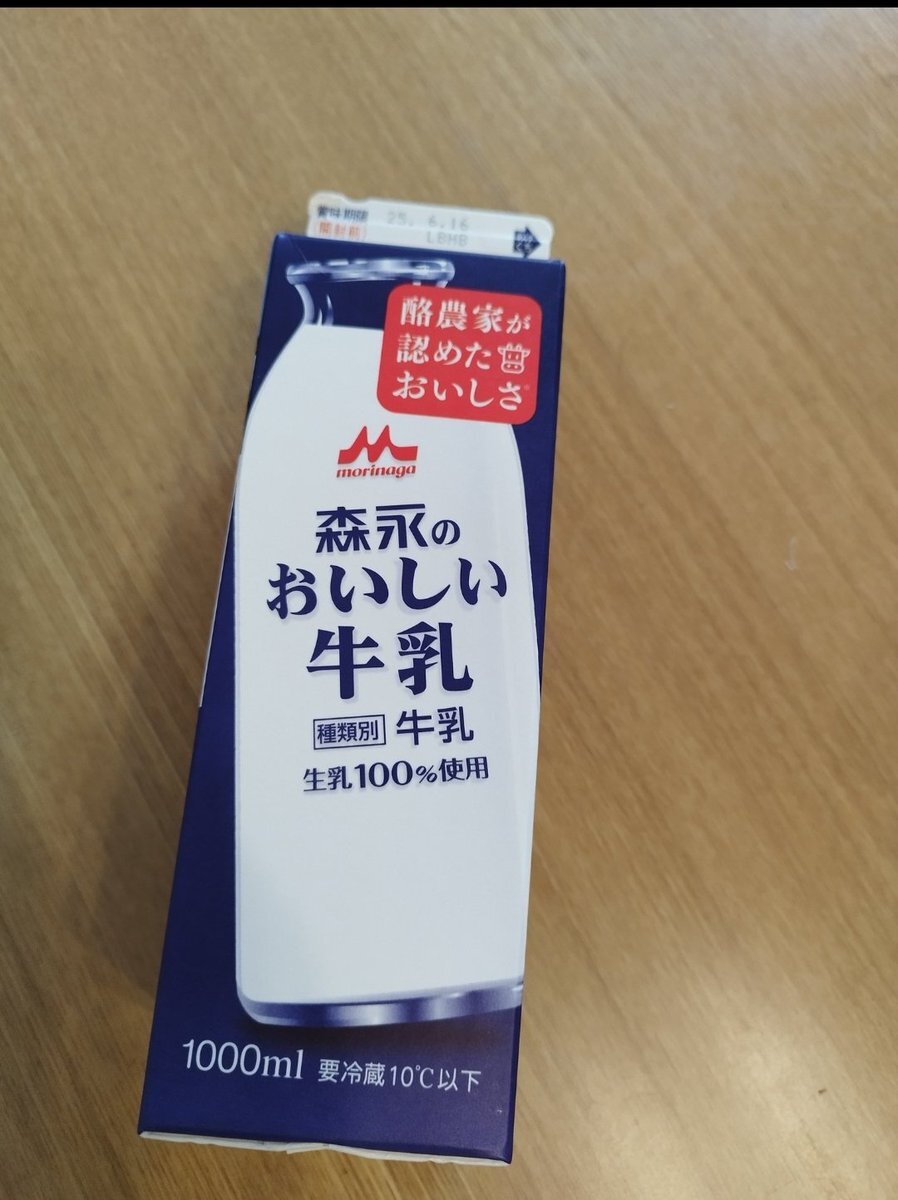 賞味期限 25. 6.16
開封前 LBHB
酪農家が
認めた
おいしさ
morinaga
森永の
おいしい
牛乳
種類別 牛乳
生乳100%使用
1000ml 要冷蔵10℃以下